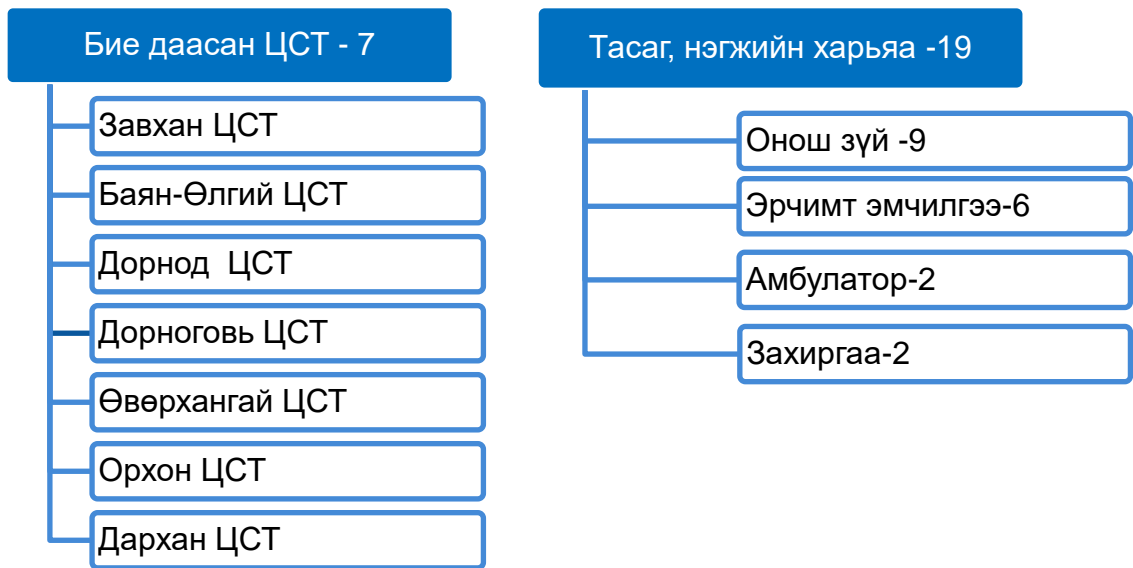 Бие даасан ЦСТ - 7
Завхан ЦСТ
Баян-Өлгий ЦСТ
Дорнод  ЦСТ
Дорноговь ЦСТ
Өвөрхангай ЦСТ
Орхон ЦСТ
Дархан ЦСТ
Тасаг, нэгжийн харьяа -19
Онош зүй -9
Эрчимт эмчилгээ-6
Амбулатор-2
Захиргаа-2